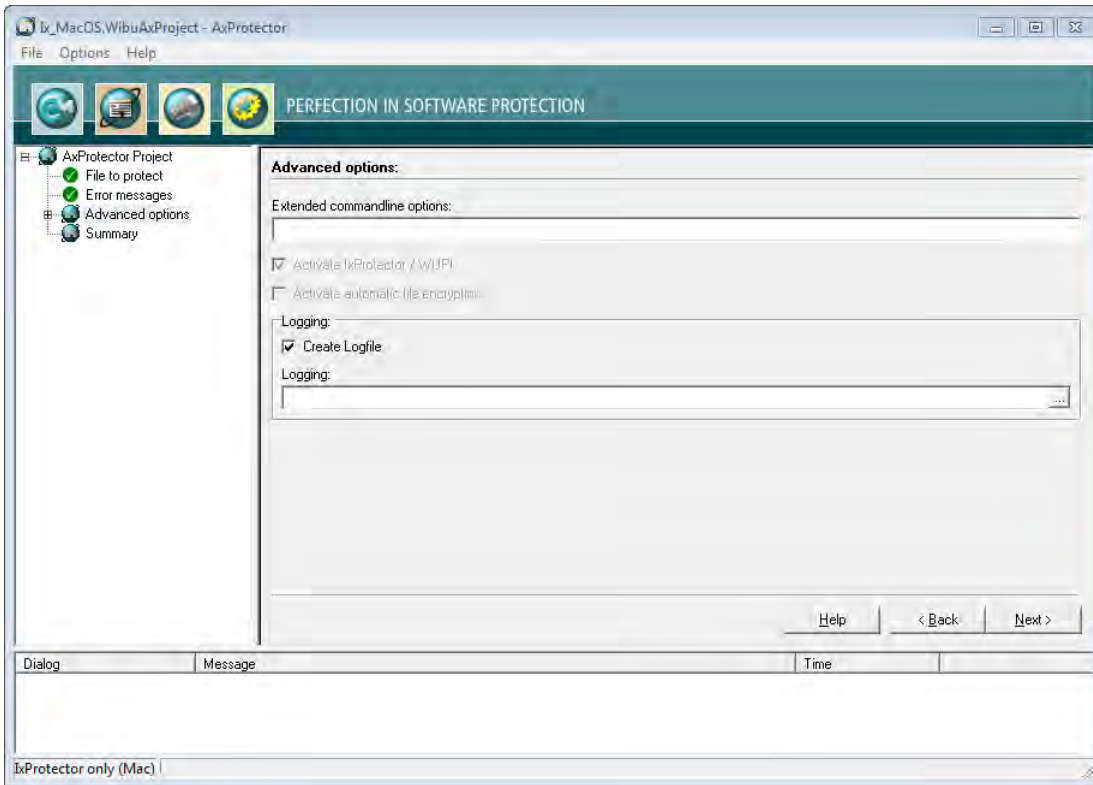 Ix_MacOS.WibuAxProject - AxProtector
File Options Help
PERFECTION IN SOFTWARE PROTECTION
AxProtector Project
File to protect
Error messages
Advanced options
Summary
Advanced options:
Extended commandline options:
Activate IxProtector / WUPI
Activate automatic file encryption
Logging:
Create Logfile
Logging:
...
Help
< Back
Next >
Dialog Message Time
IxProtector only (Mac)